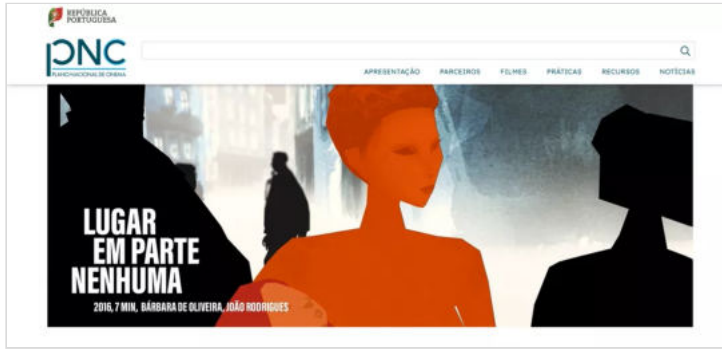 REPÚBLICA
PORTUGUESA
PNC
PLANO NACIONAL DE CINEMA
APRESENTAÇÃO PARCEIROS FILMES PRÁTICAS RECURSOS NOTÍCIAS
LUGAR
EM PARTE
NENHUMA
2016, 7 MIN, BÁRBARA DE OLIVEIRA, JOÃO RODRIGUES